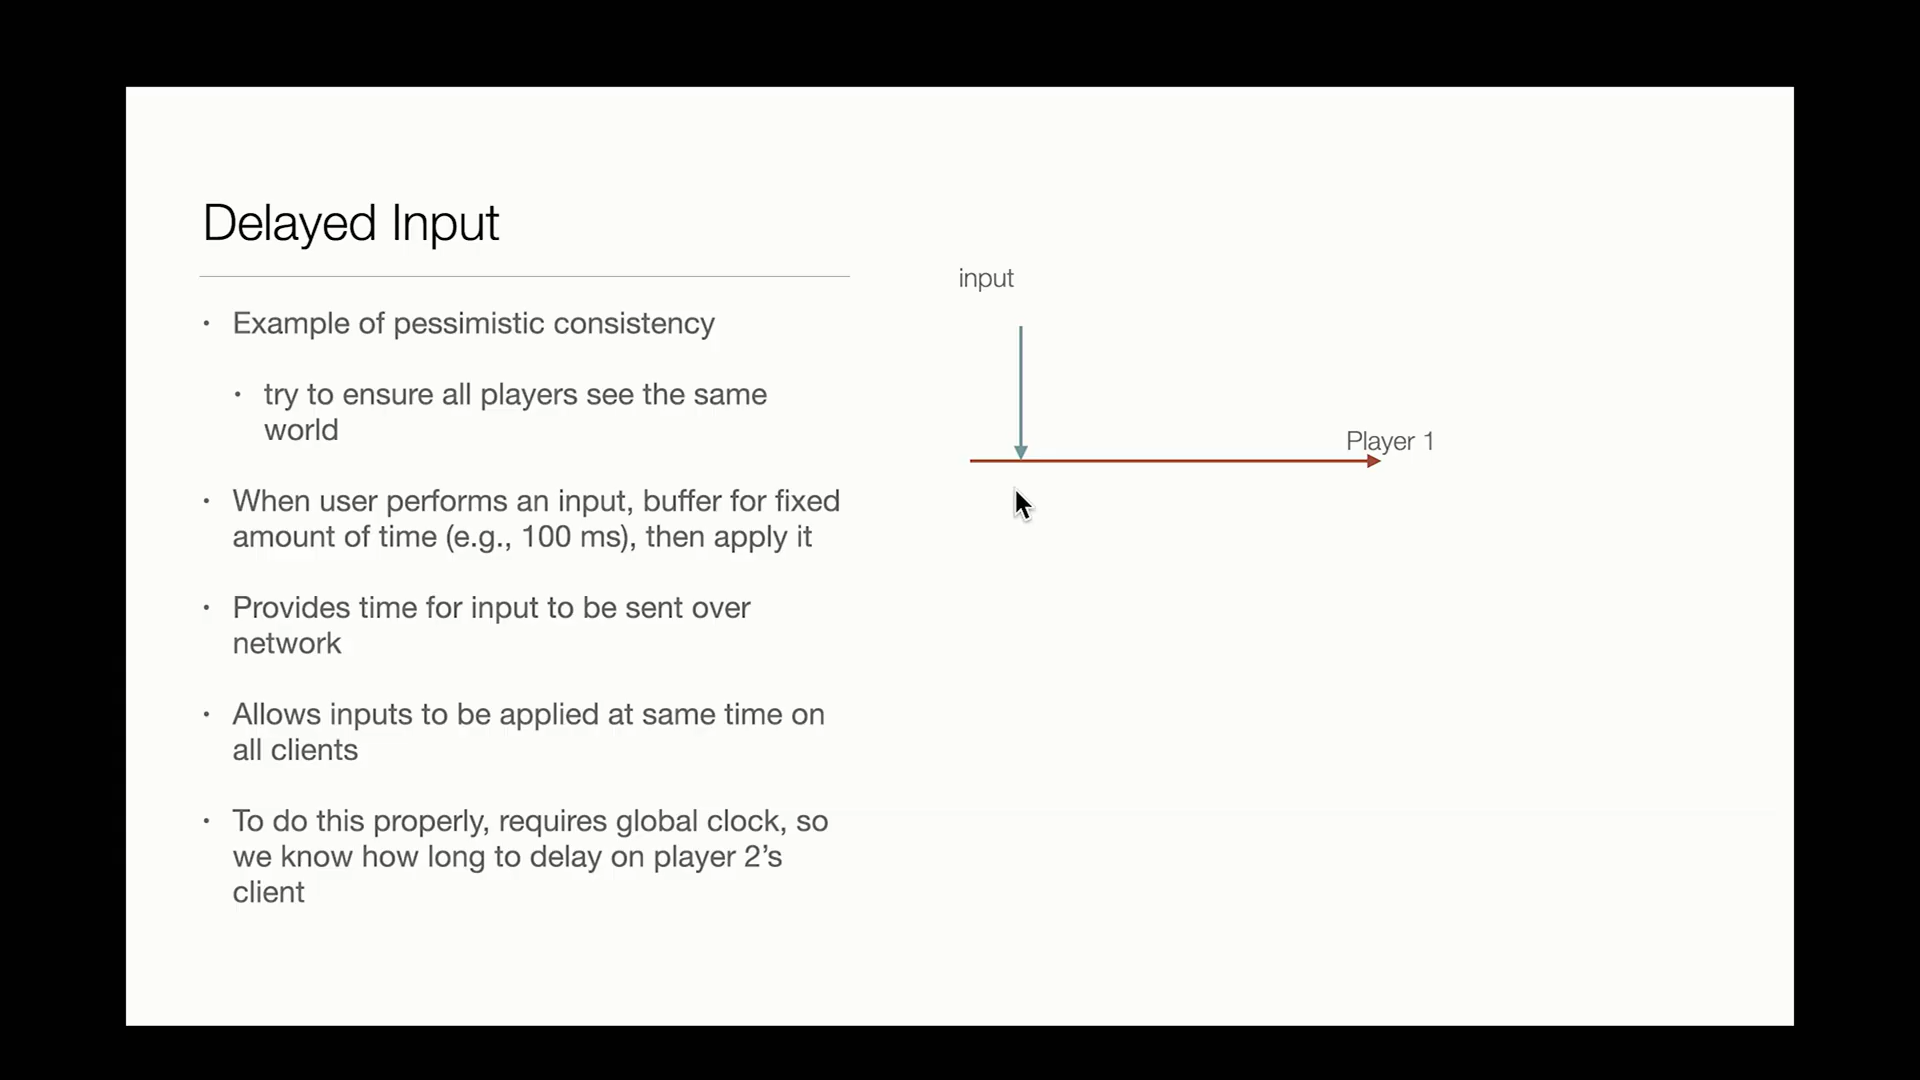 Delayed Input
• Example of pessimistic consistency
• try to ensure all players see the same
world
• When user performs an input, buffer for fixed
amount of time (e.g., 100 ms), then apply it
• Provides time for input to be sent over
network
• Allows inputs to be applied at same time on
all clients
• To do this properly, requires global clock, so
we know how long to delay on player 2’s
client
input
Player 1